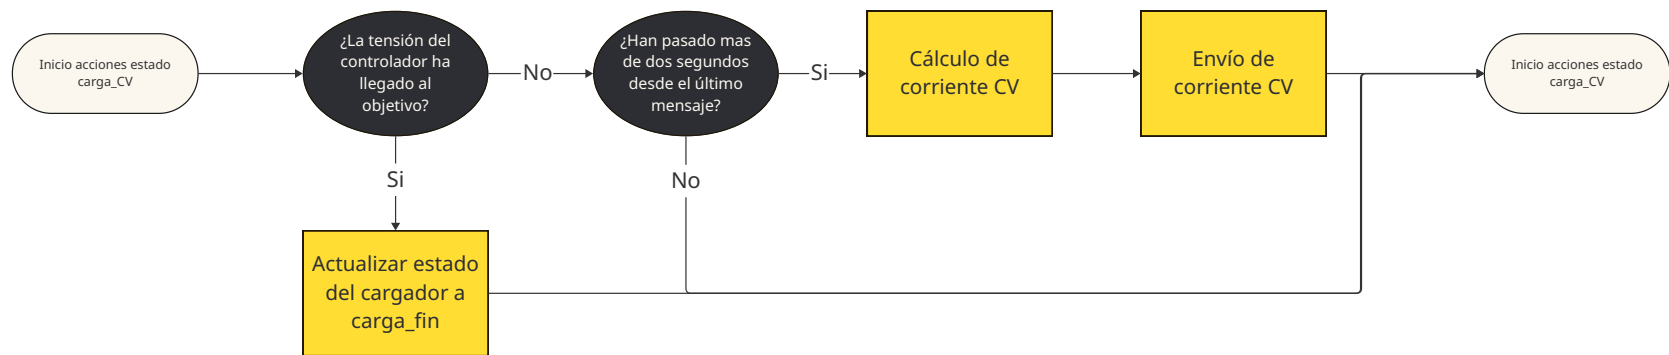 Inicio acciones estado
carga_CV
¿La tensión del
controlador ha
llegado al
objetivo?
No
¿Han pasado mas
de dos segundos
desde el último
mensaje?
Si
Cálculo de
corriente CV
Envío de
corriente CV
Inicio acciones estado
carga_CV
Si
No
Actualizar estado
del cargador a
carga_fin